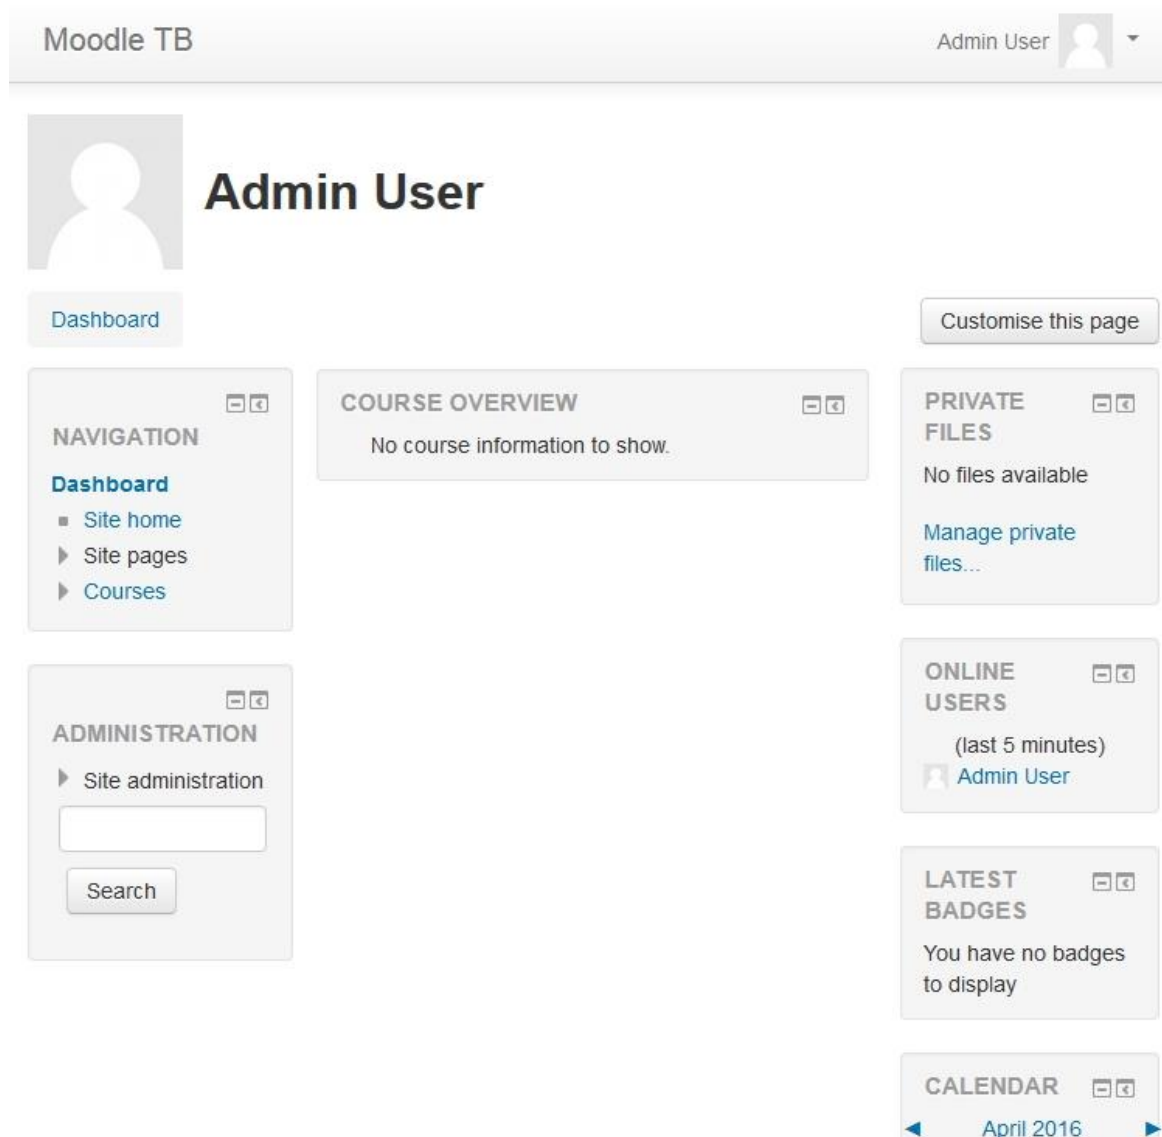 Moodle TB
Admin User
Admin User
Dashboard
Customise this page
NAVIGATION
Dashboard
Site home
Site pages
Courses
ADMINISTRATION
Site administration
Search
COURSE OVERVIEW
No course information to show.
PRIVATE
FILES
No files available
Manage private
files...
ONLINE
USERS
(last 5 minutes)
Admin User
LATEST
BADGES
You have no badges
to display
CALENDAR
April 2016